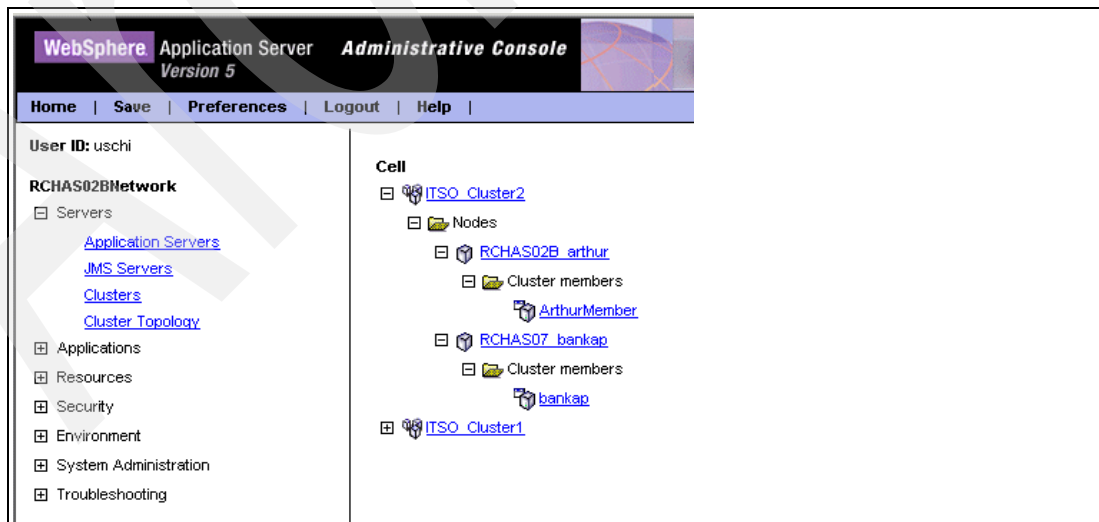 WebSphere. Application Server Administrative Console
Version 5
Home | Save | Preferences | Logout | Help |
User ID: uschi
RCHAS02BNetwork
Servers
Application Servers
JMS Servers
Clusters
Cluster Topology
Applications
Resources
Security
Environment
System Administration
Troubleshooting
Cell
ITSO_Cluster2
Nodes
RCHAS02B_arthur
Cluster members
ArthurMember
RCHAS07_bankap
Cluster members
bankap
ITSO_Cluster1